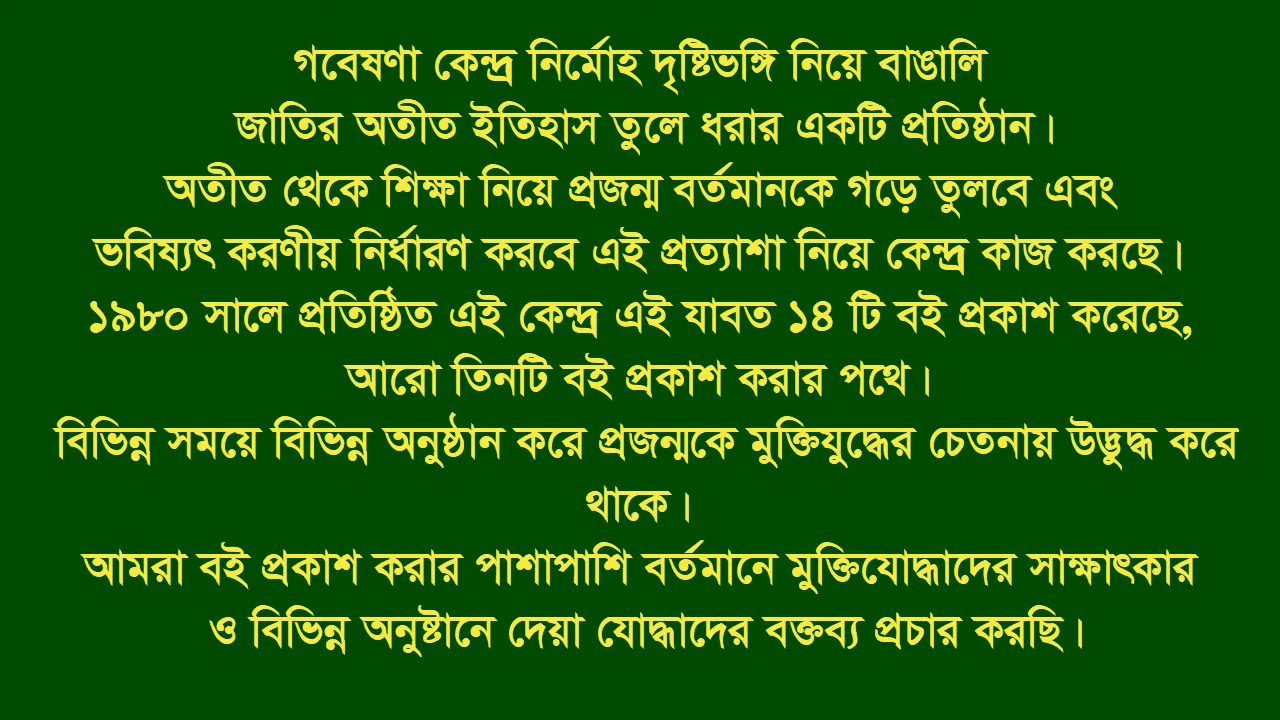 গবেষণা কেন্দ্র নির্মোহ দৃষ্টিভঙ্গি নিয়ে বাঙালি
জাতির অতীত ইতিহাস তুলে ধরার একটি প্রতিষ্ঠান।
অতীত থেকে শিক্ষা নিয়ে প্রজন্ম বর্তমানকে গড়ে তুলবে এবং
ভবিষ্যৎ করণীয় নির্ধারণ করবে এই প্রত্যাশা নিয়ে কেন্দ্র কাজ করছে।
১৯৮০ সালে প্রতিষ্ঠিত এই কেন্দ্র এই যাবত ১৪ টি বই প্রকাশ করেছে,
আরো তিনটি বই প্রকাশ করার পথে।
বিভিন্ন সময়ে বিভিন্ন অনুষ্ঠান করে প্রজন্মকে মুক্তিযুদ্ধের চেতনায় উদ্ভুদ্ধ করে
থাকে।
আমরা বই প্রকাশ করার পাশাপাশি বর্তমানে মুক্তিযোদ্ধাদের সাক্ষাৎকার
ও বিভিন্ন অনুষ্টানে দেয়া যোদ্ধাদের বক্তব্য প্রচার করছি।